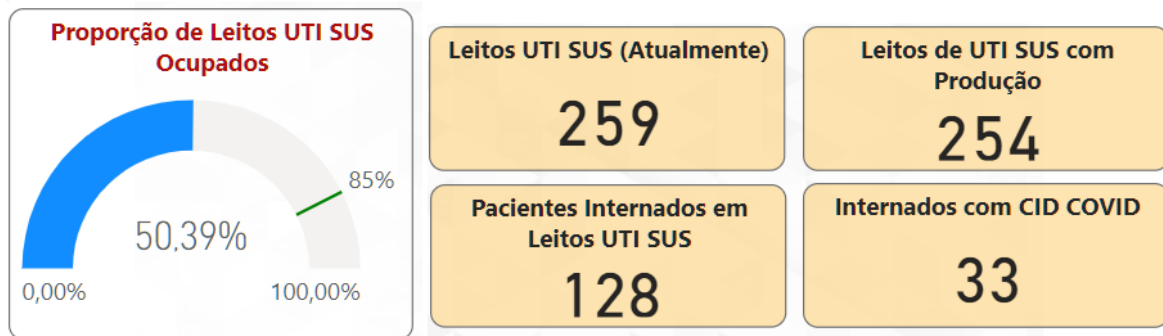 Proporção de Leitos UTI SUS
Ocupados
85%
50,39%
0,00%
100,00%
Leitos UTI SUS (Atualmente)
259
Leitos de UTI SUS com
Produção
254
Pacientes Internados em
Leitos UTI SUS
128
Internados com CID COVID
33